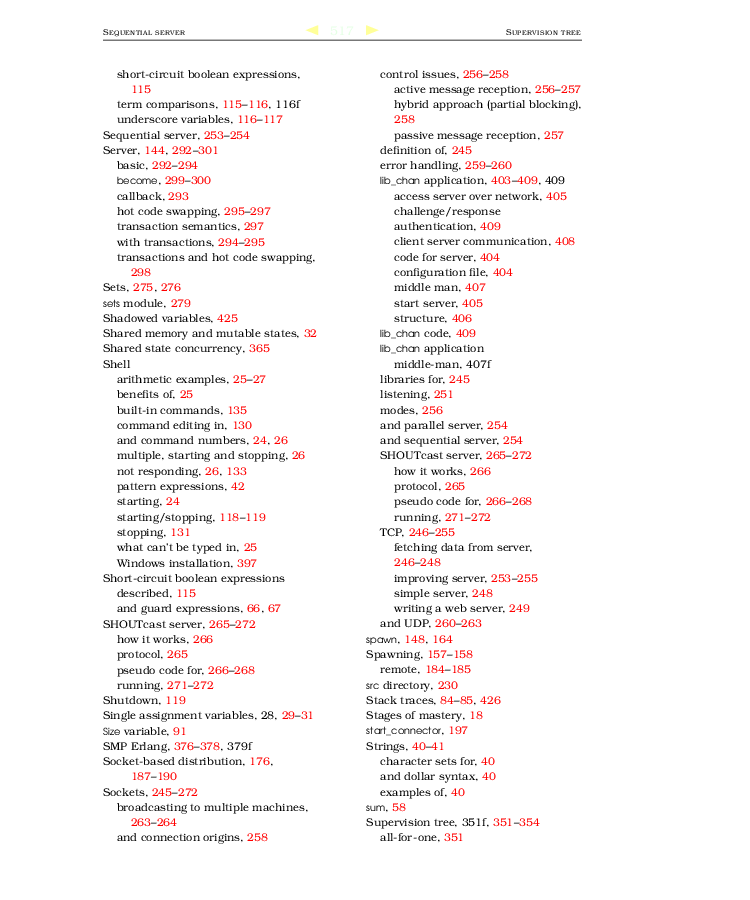 SEQUENTIAL SERVER
SUPERVISION TREE
short-circuit boolean expressions,
115
term comparisons, 115–116, 116f
underscore variables, 116–117
Sequential server, 253–254
Server, 144, 292–301
basic, 292–294
become, 299–300
callback, 293
hot code swapping, 295–297
transaction semantics, 297
with transactions, 294–295
transactions and hot code swapping,
298
Sets, 275, 276
sets module, 279
Shadowed variables, 425
Shared memory and mutable states, 32
Shared state concurrency, 365
Shell
arithmetic examples, 25–27
benefits of, 25
built-in commands, 135
command editing in, 130
and command numbers, 24, 26
multiple, starting and stopping, 26
not responding, 26, 133
pattern expressions, 42
starting, 24
starting/stopping, 118–119
stopping, 131
what can't be typed in, 25
Windows installation, 397
Short-circuit boolean expressions
described, 115
and guard expressions, 66, 67
SHOUTcast server, 265–272
how it works, 266
protocol, 265
pseudo code for, 266–268
running, 271–272
Shutdown, 119
Single assignment variables, 28, 29–31
Size variable, 91
SMP Erlang, 376–378, 379f
Socket-based distribution, 176,
187–190
Sockets, 245–272
broadcasting to multiple machines,
263–264
and connection origins, 258
control issues, 256–258
active message reception, 256–257
hybrid approach (partial blocking),
258
passive message reception, 257
definition of, 245
error handling, 259–260
lib_chan application, 403–409, 409
access server over network, 405
challenge/response
authentication, 409
client server communication, 408
code for server, 404
configuration file, 404
middle man, 407
start server, 405
structure, 406
lib_chan code, 409
lib_chan application
middle-man, 407f
libraries for, 245
listening, 251
modes, 256
and parallel server, 254
and sequential server, 254
SHOUTcast server, 265–272
how it works, 266
protocol, 265
pseudo code for, 266–268
running, 271–272
TCP, 246–255
fetching data from server,
246–248
improving server, 253–255
simple server, 248
writing a web server, 249
and UDP, 260–263
spawn, 148, 164
Spawning, 157–158
remote, 184–185
src directory, 230
Stack traces, 84–85, 426
Stages of mastery, 18
start_connector, 197
Strings, 40–41
character sets for, 40
and dollar syntax, 40
examples of, 40
sum, 58
Supervision tree, 351f, 351–354
all-for-one, 351